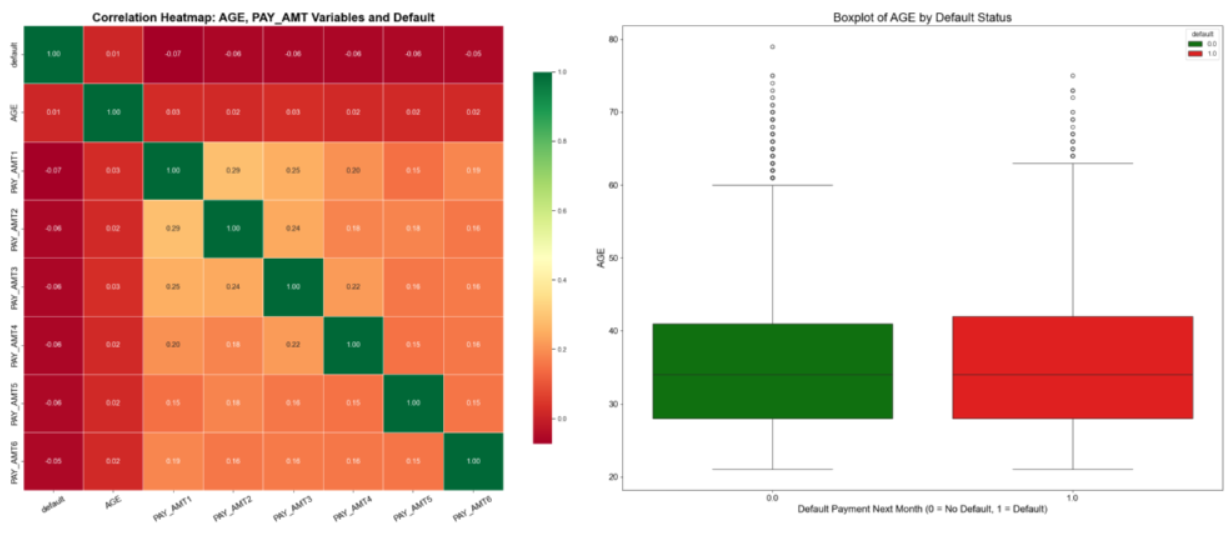 Correlation Heatmap: AGE, PAY_AMT Variables and Default
default 1.00 0.01 -0.07 -0.06 -0.06 -0.06 -0.06 -0.05
AGE 0.01 1.00 0.03 0.02 0.03 0.02 0.02 0.02
PAY_AMT1 -0.07 0.03 1.00 0.29 0.25 0.20 0.15 0.19
PAY_AMT2 -0.06 0.02 0.29 1.00 0.24 0.18 0.18 0.16
PAY_AMT3 -0.06 0.03 0.25 0.24 1.00 0.22 0.16 0.16
PAY_AMT4 -0.06 0.02 0.20 0.18 0.22 1.00 0.15 0.16
PAY_AMT5 -0.06 0.02 0.15 0.18 0.16 0.15 1.00 0.15
PAY_AMT6 -0.05 0.02 0.19 0.16 0.16 0.16 0.15 1.00
default AGE PAY_AMT1 PAY_AMT2 PAY_AMT3 PAY_AMT4 PAY_AMT5 PAY_AMT6
1.0
0.8
0.6
0.4
0.2
0.0
Boxplot of AGE by Default Status
default
0.0
1.0
AGE
80
70
60
50
40
30
20
0.0 1.0
Default Payment Next Month (0 = No Default, 1 = Default)